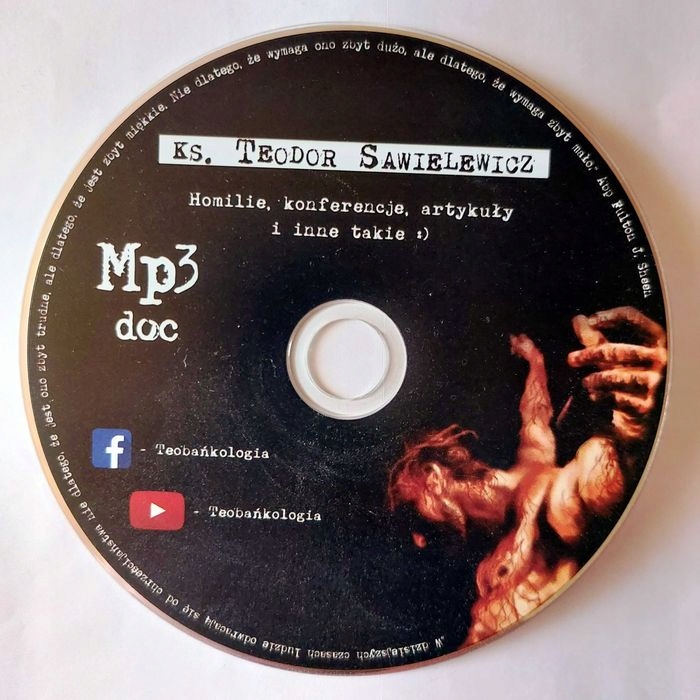 KS. TEODOR SAWIELEWICZ
Homilie, konferencje, artykuły
i inne takie :)
Mp3
doc
f - Teobańkologia
- Teobańkologia
„W dzisiejszych czasach ludzie odwracają się od chrześcijaństwa nie dlatego, że jest ono zbyt trudne, ale dlatego, że jest zbyt miękkie. Nie dlatego, że wymaga ono zbyt dużo, ale dlatego, że wymaga zbyt mało." Abp Fulton J. Sheen